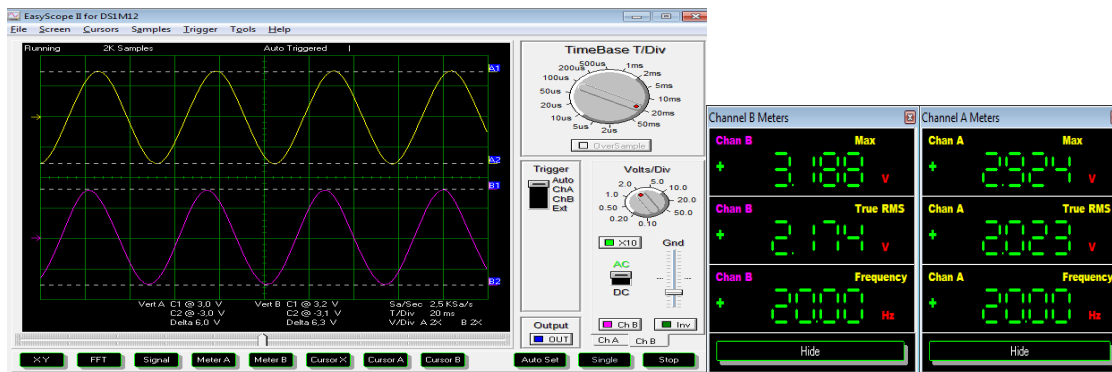 EasyScope II for DS1M12
File Screen Cursors Samples Trigger Tools Help
Running 2K Samples Auto Triggered
A1
A2
B1
B2
Vert A C1 @ 3,0 V Vert B C1 @ 3,2 V Sa/Sec 2,5 KSa/s
C2 @ -3,0 V C2 @ -3,1 V T/Div 20 ms
Delta 6,0 V Delta 6,3 V V/Div A 2X B 2X
XY FFT Signal Meter A Meter B Cursor X Cursor A Cursor B Auto Set Single Stop
TimeBase T/Div
500us 1ms
200us 2ms
100us 5ms
50us 10ms
20us 20ms
10us 50ms
5us 2us
OverSample
Trigger
Auto
ChA
ChB
Ext
Volts/Div
2.0 5.0
1.0 10.0
0.50 20.0
0.20 50.0
0.10
X10 Gnd
AC
DC
Output
OUT
Ch B Inv
Ch A Ch B
Channel B Meters
Chan B Max
+ 3.188 V
Chan B True RMS
+ 2.174 V
Chan B Frequency
+ 20.00 Hz
Hide
Channel A Meters
Chan A Max
+ 2.924 V
Chan A True RMS
+ 2.023 V
Chan A Frequency
+ 20.00 Hz
Hide